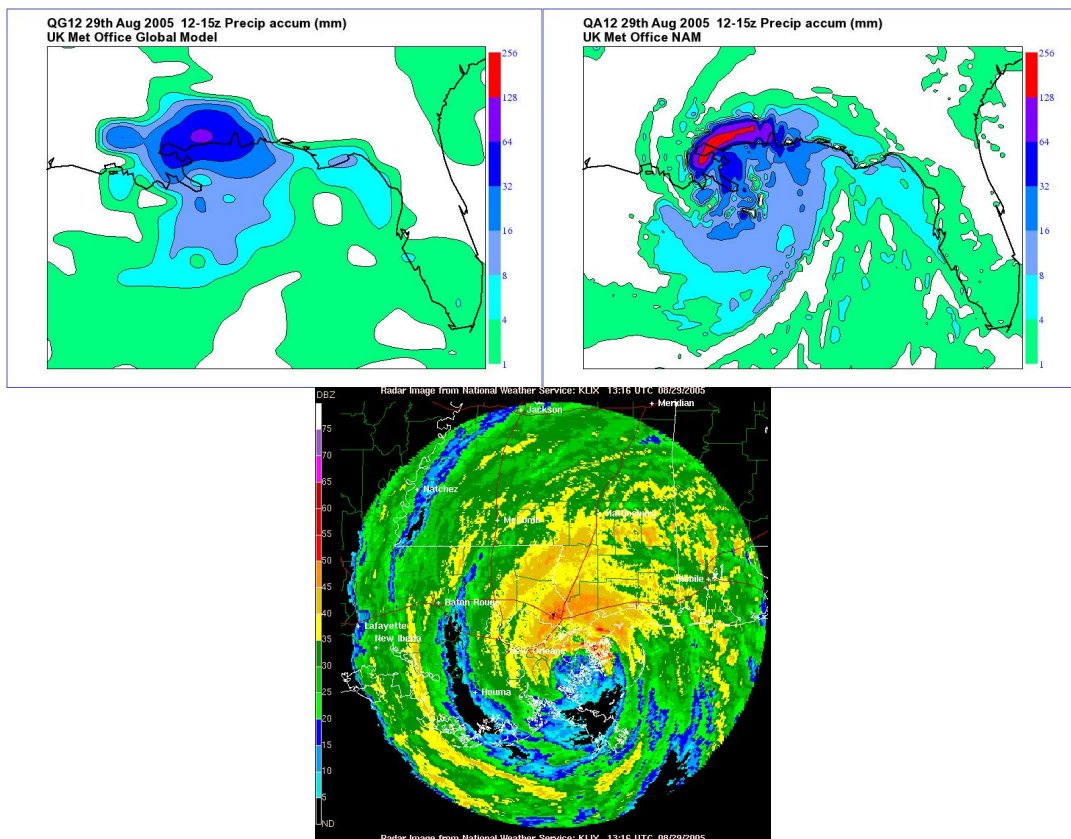 QG12 29th Aug 2005 12-15z Precip accum (mm)
UK Met Office Global Model
256
128
64
32
16
8
4
1
QA12 29th Aug 2005 12-15z Precip accum (mm)
UK Met Office NAM
256
128
64
32
16
8
4
1
Radar Image from National Weather Service: KLIX 13:16 UTC 08/29/2005
DBZ
75
70
65
60
55
50
45
40
35
30
25
20
15
10
5
ND
Jackson
Meridian
Natchez
McComb
Hattiesburg
Mobile
Baton Rouge
Lafayette
New Iberia
New Orleans
Houma
Radar Image from National Weather Service: KLIX 13:16 UTC 08/29/2005